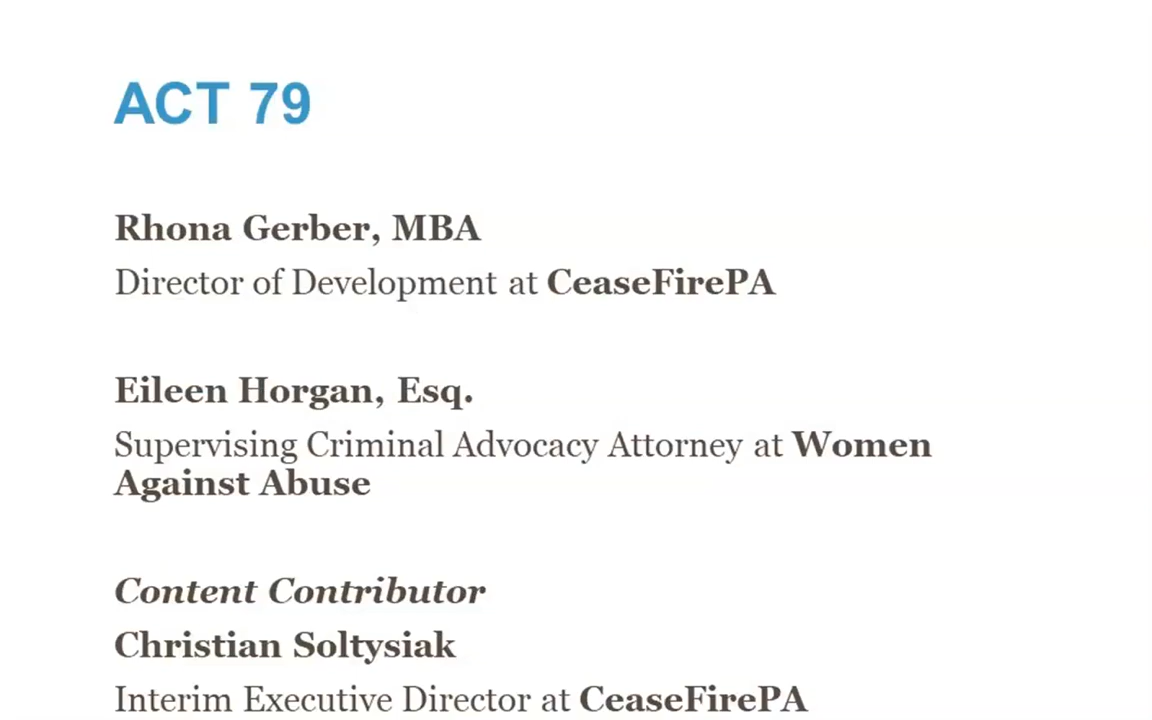 ACT 79
Rhona Gerber, MBA
Director of Development at CeaseFirePA
Eileen Horgan, Esq.
Supervising Criminal Advocacy Attorney at Women
Against Abuse
Content Contributor
Christian Soltysiak
Interim Executive Director at CeaseFirePA